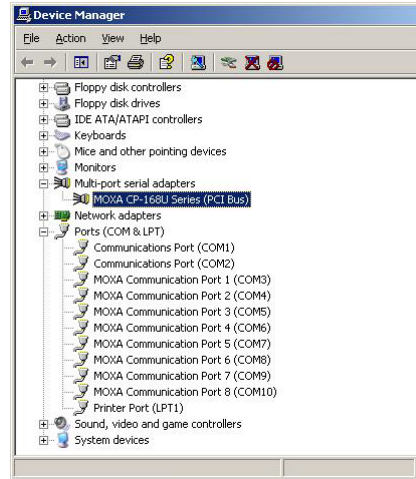 Device Manager
File Action View Help
Floppy disk controllers
Floppy disk drives
IDE ATA/ATAPI controllers
Keyboards
Mice and other pointing devices
Monitors
Multi-port serial adapters
MOXA CP-168U Series (PCI Bus)
Network adapters
Ports (COM & LPT)
Communications Port (COM1)
Communications Port (COM2)
MOXA Communication Port 1 (COM3)
MOXA Communication Port 2 (COM4)
MOXA Communication Port 3 (COM5)
MOXA Communication Port 4 (COM6)
MOXA Communication Port 5 (COM7)
MOXA Communication Port 6 (COM8)
MOXA Communication Port 7 (COM9)
MOXA Communication Port 8 (COM10)
Printer Port (LPT1)
Sound, video and game controllers
System devices